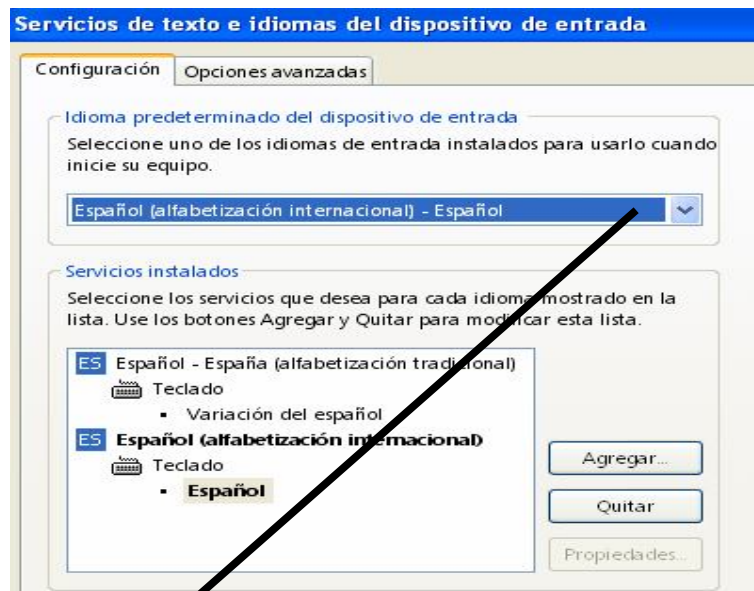 Servicios de texto e idiomas del dispositivo de entrada
Configuración
Opciones avanzadas
Idioma predeterminado del dispositivo de entrada
Seleccione uno de los idiomas de entrada instalados para usarlo cuando
inicie su equipo.
Español (alfabetización internacional) - Español
Servicios instalados
Seleccione los servicios que desea para cada idioma mostrado en la
lista. Use los botones Agregar y Quitar para modificar esta lista.
ES Español - España (alfabetización tradicional)
Teclado
▪ Variación del español
ES Español (alfabetización internacional)
Teclado
▪ Español
Agregar...
Quitar
Propiedades...